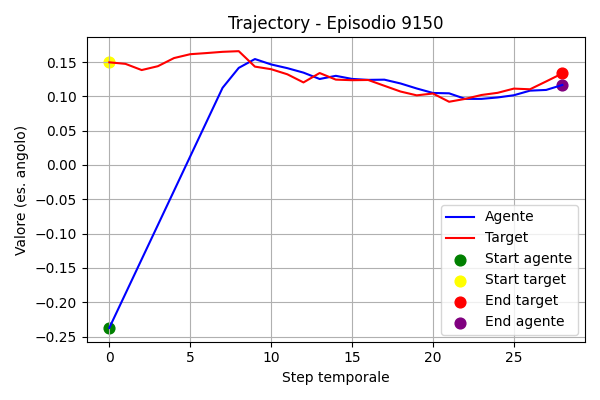 Trajectory - Episodio 9150
Valore (es. angolo)
0.15
0.10
0.05
0.00
−0.05
−0.10
−0.15
−0.20
−0.25
0
5
10
15
20
25
Step temporale
Agente
Target
Start agente
Start target
End target
End agente